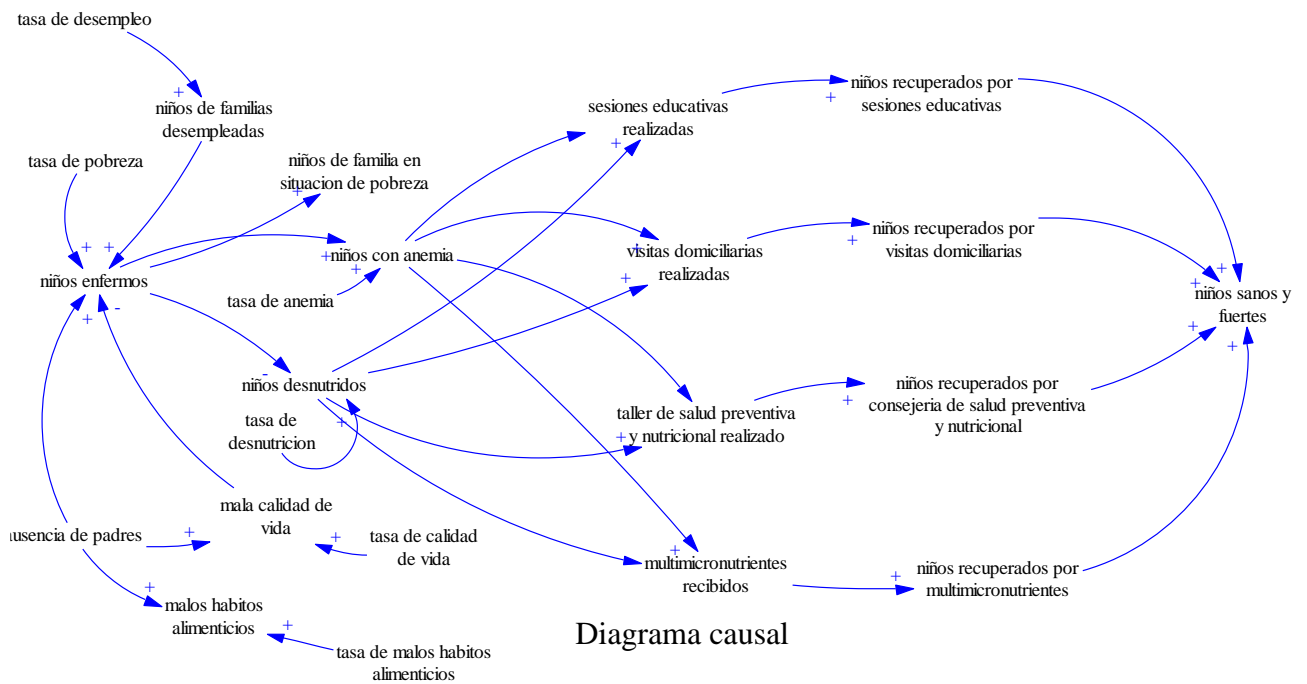 tasa de desempleo
niños de familias
desempleadas
tasa de pobreza
niños de familia en
situacion de pobreza
sesiones educativas
realizadas
niños recuperados por
sesiones educativas
niños enfermos
niños con anemia
tasa de anemia
visitas domiciliarias
realizadas
niños recuperados por
visitas domiciliarias
niños sanos y
fuertes
niños desnutridos
tasa de
desnutricion
taller de salud preventiva
y nutricional realizado
niños recuperados por
consejeria de salud preventiva
y nutricional
mala calidad de
vida
ausencia de padres
tasa de calidad
de vida
multimicronutrientes
recibidos
niños recuperados por
multimicronutrientes
malos habitos
alimenticios
tasa de malos habitos
alimenticios
Diagrama causal